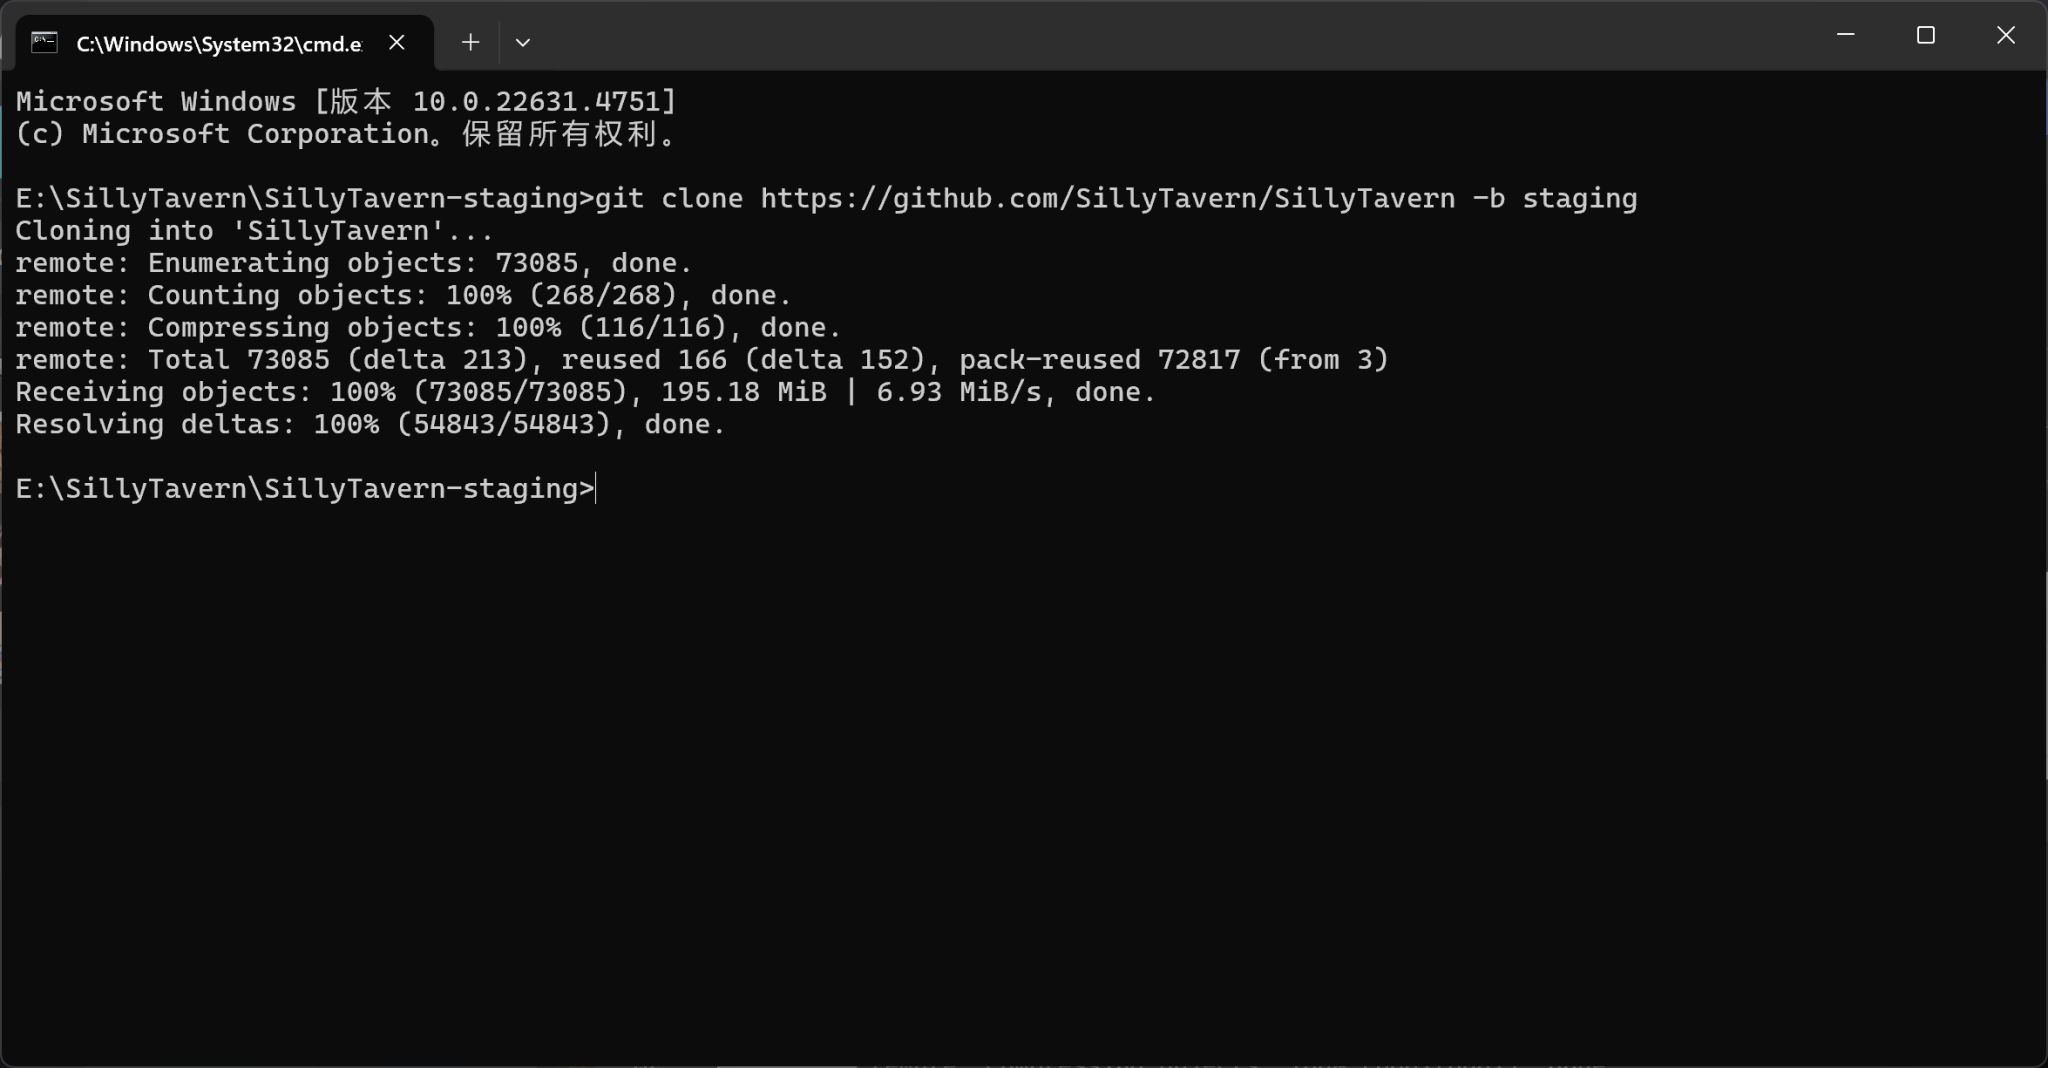 C:\Windows\System32\cmd.e
Microsoft Windows [版本 10.0.22631.4751]
(c) Microsoft Corporation。保留所有权利。
E:\SillyTavern\SillyTavern-staging>git clone https://github.com/SillyTavern/SillyTavern -b staging
Cloning into 'SillyTavern'...
remote: Enumerating objects: 73085, done.
remote: Counting objects: 100% (268/268), done.
remote: Compressing objects: 100% (116/116), done.
remote: Total 73085 (delta 213), reused 166 (delta 152), pack-reused 72817 (from 3)
Receiving objects: 100% (73085/73085), 195.18 MiB | 6.93 MiB/s, done.
Resolving deltas: 100% (54843/54843), done.
E:\SillyTavern\SillyTavern-staging>